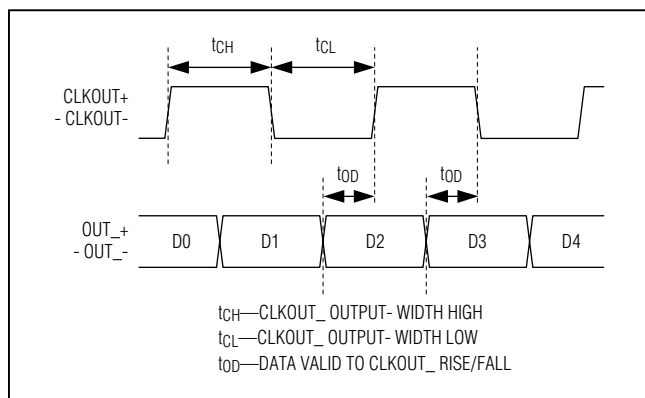 tCH tCL
CLKOUT+
- CLKOUT-
tOD tOD
OUT_+
- OUT_-
D0 D1 D2 D3 D4
tCH—CLKOUT_ OUTPUT- WIDTH HIGH
tCL—CLKOUT_ OUTPUT- WIDTH LOW
tOD—DATA VALID TO CLKOUT_ RISE/FALL